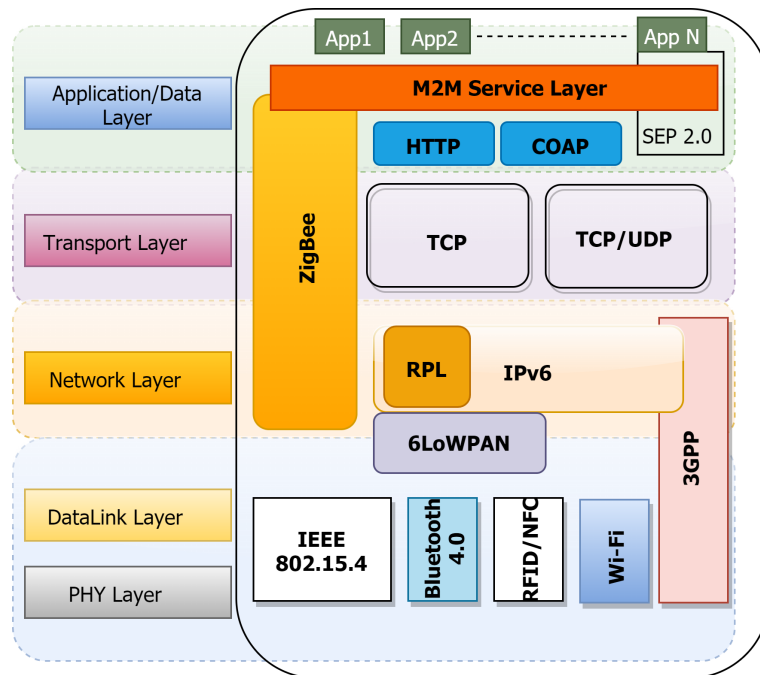 App1
App2
App N
Application/Data
Layer
M2M Service Layer
SEP 2.0
HTTP
COAP
ZigBee
Transport Layer
TCP
TCP/UDP
Network Layer
RPL
IPv6
6LoWPAN
3GPP
DataLink Layer
IEEE
802.15.4
Bluetooth
4.0
RFID/NFC
Wi-Fi
PHY Layer